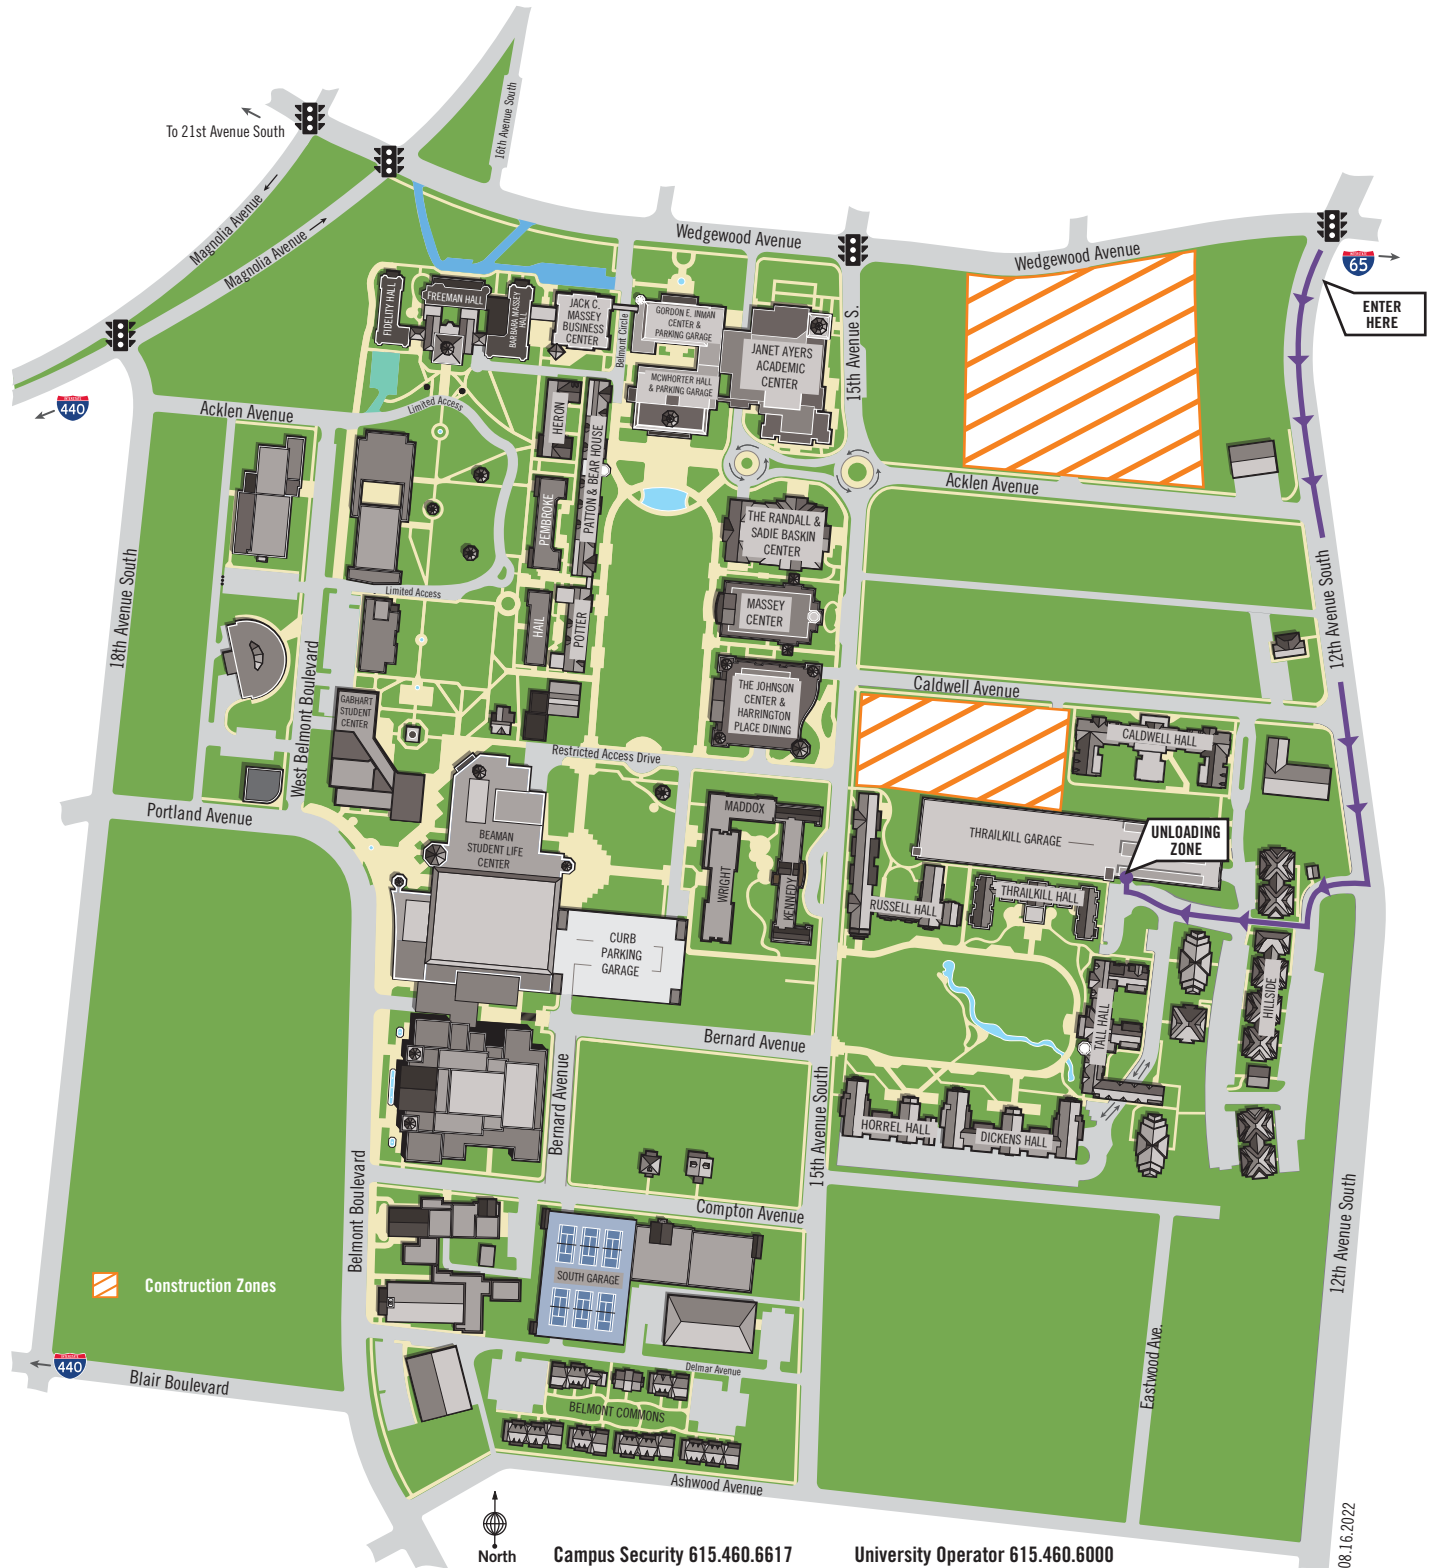 16th Avenue South
To 21st Avenue South
Magnolia Avenue
Magnolia Avenue
Wedgewood Avenue
Wedgewood Avenue
65
ENTER
HERE
FIDELITY HALL
FREEMAN HALL
BARBARA MASSEY
HALL
JACK C.
MASSEY
BUSINESS
CENTER
Belmont Circle
GORDON E. INMAN
CENTER &
PARKING GARAGE
MCWHORTER HALL
& PARKING GARAGE
JANET AYERS
ACADEMIC
CENTER
15th Avenue S.
440
Acklen Avenue
Limited Access
HERON
PATTON & BEAR HOUSE
PEMBROKE
Acklen Avenue
THE RANDALL &
SADIE BASKIN
CENTER
18th Avenue South
Limited Access
HAIL
POTTER
MASSEY
CENTER
12th Avenue South
West Belmont Boulevard
GABHART
STUDENT
CENTER
THE JOHNSON
CENTER &
HARRINGTON
PLACE DINING
Caldwell Avenue
CALDWELL HALL
Restricted Access Drive
Portland Avenue
BEAMAN
STUDENT LIFE
CENTER
MADDOX
WRIGHT
KENNEDY
THRAILKILL GARAGE
UNLOADING
ZONE
RUSSELL HALL
THRAILKILL HALL
CURB
PARKING
GARAGE
HILLSIDE
TALL HALL
Bernard Avenue
Bernard Avenue
15th Avenue South
HORREL HALL
DICKENS HALL
Belmont Boulevard
Compton Avenue
12th Avenue South
SOUTH GARAGE
Construction Zones
Delmar Avenue
Eastwood Ave.
440
Blair Boulevard
BELMONT COMMONS
Ashwood Avenue
North
Campus Security 615.460.6617
University Operator 615.460.6000
08.16.2022